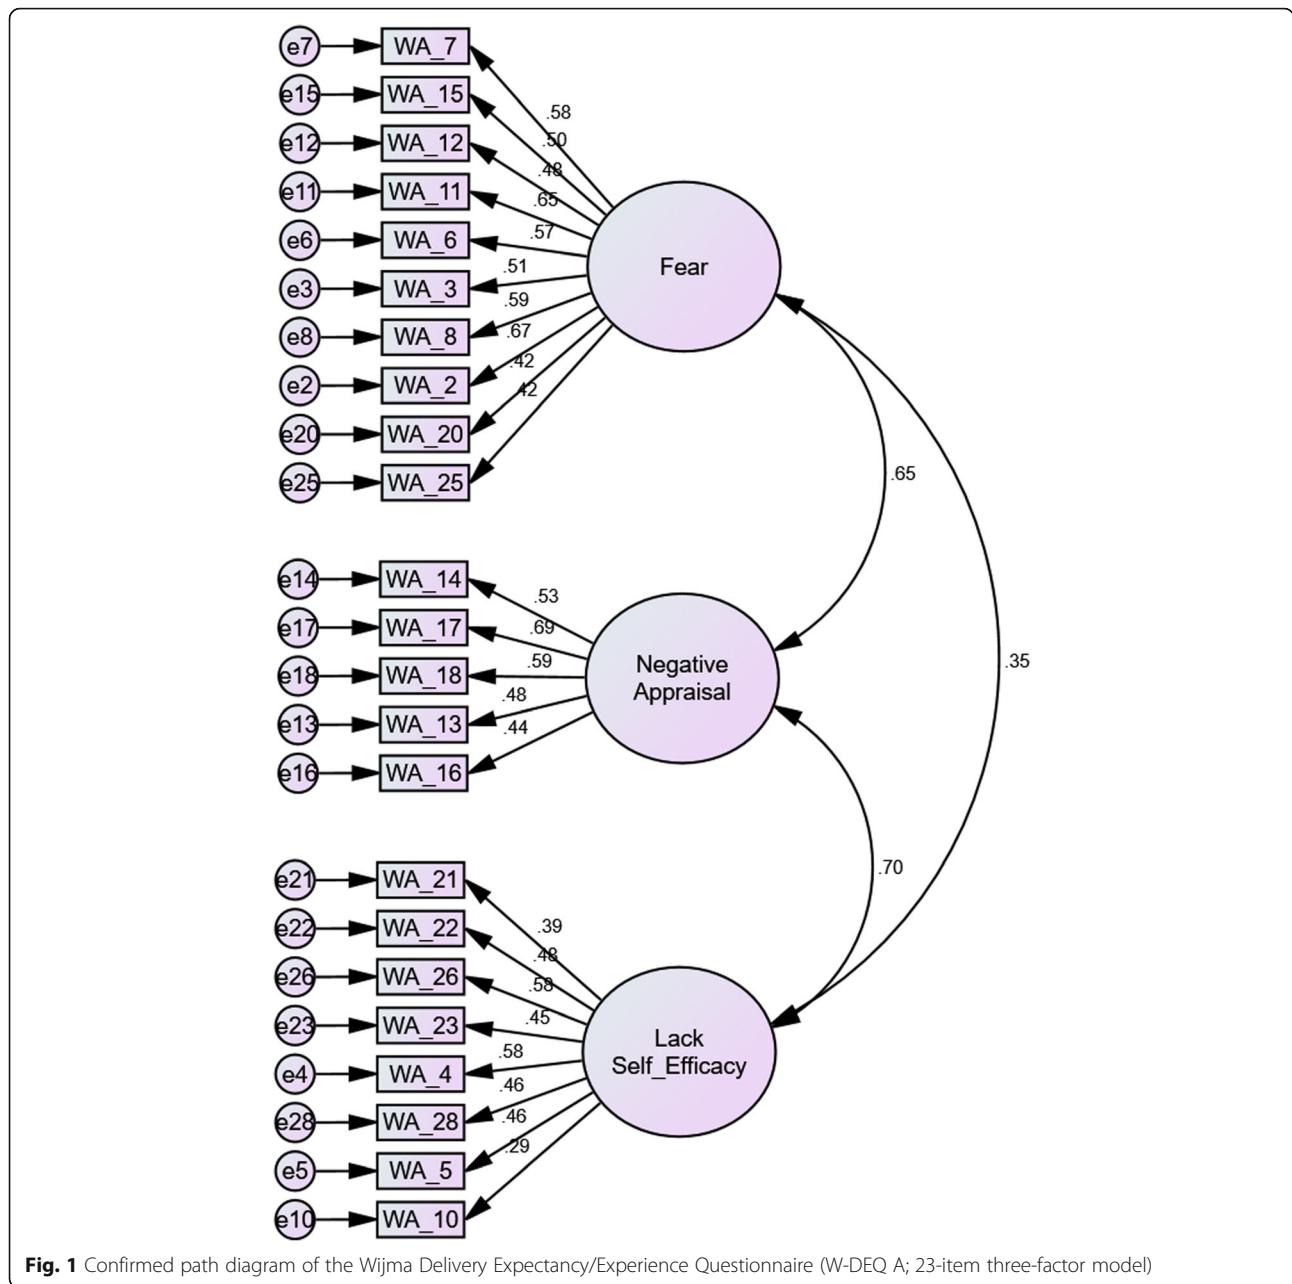 e7 WA_7
.58
e15 WA_15
.50
e12 WA_12
.48
e11 WA_11
.65
e6 WA_6
.57
e3 WA_3
.51
e8 WA_8
.59
e2 WA_2
.67
e20 WA_20
.42
e25 WA_25
.42
Fear
.65
.35
e14 WA_14
.53
e17 WA_17
.69
e18 WA_18
.59
e13 WA_13
.48
e16 WA_16
.44
Negative
Appraisal
.70
e21 WA_21
.39
e22 WA_22
.48
e26 WA_26
.58
e23 WA_23
.45
e4 WA_4
.58
e28 WA_28
.46
e5 WA_5
.46
e10 WA_10
.29
Lack
Self_Efficacy
Fig. 1 Confirmed path diagram of the Wijma Delivery Expectancy/Experience Questionnaire (W-DEQ A; 23-item three-factor model)